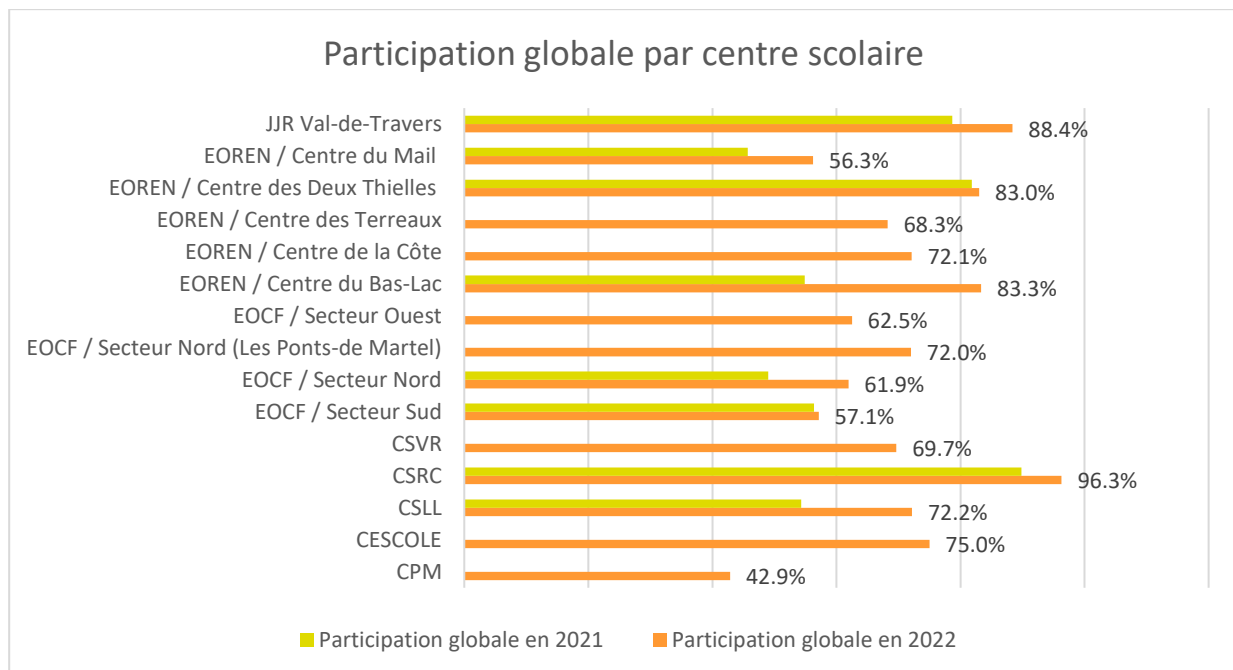 Participation globale par centre scolaire
JJR Val-de-Travers
88.4%
EOREN / Centre du Mail
56.3%
EOREN / Centre des Deux Thielles
83.0%
EOREN / Centre des Terreaux
68.3%
EOREN / Centre de la Côte
72.1%
EOREN / Centre du Bas-Lac
83.3%
EOCF / Secteur Ouest
62.5%
EOCF / Secteur Nord (Les Ponts-de Martel)
72.0%
EOCF / Secteur Nord
61.9%
EOCF / Secteur Sud
57.1%
CSVR
69.7%
CSRC
96.3%
CSLL
72.2%
CESCOLE
75.0%
CPM
42.9%
Participation globale en 2021
Participation globale en 2022